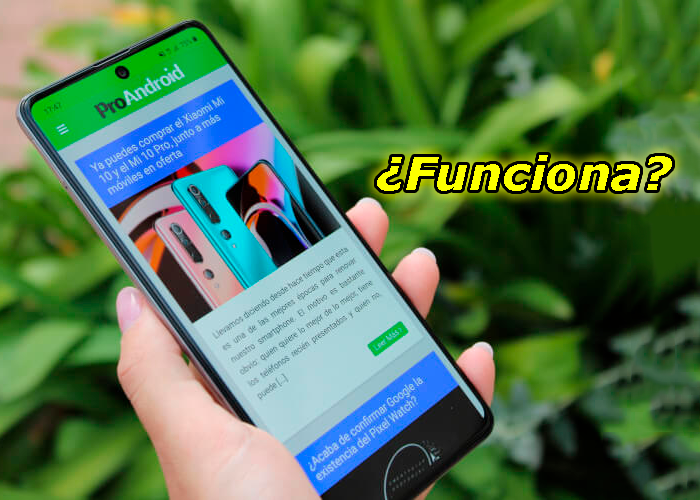 17:47
ProAndroid
Ya puedes comprar el Xiaomi Mi
10 y el Mi 10 Pro, junto a más
móviles en oferta
¿Funciona?
Llevamos diciendo desde hace tiempo que esta
es una de las mejores épocas para renovar
nuestro smartphone. El motivo es bastante
obvio: quien quiere lo mejor de lo mejor, tiene
los teléfonos recién presentados y quién no,
puede [...]
Leer Más
¿Acaba de confirmar Google la
existencia del Pixel Watch?